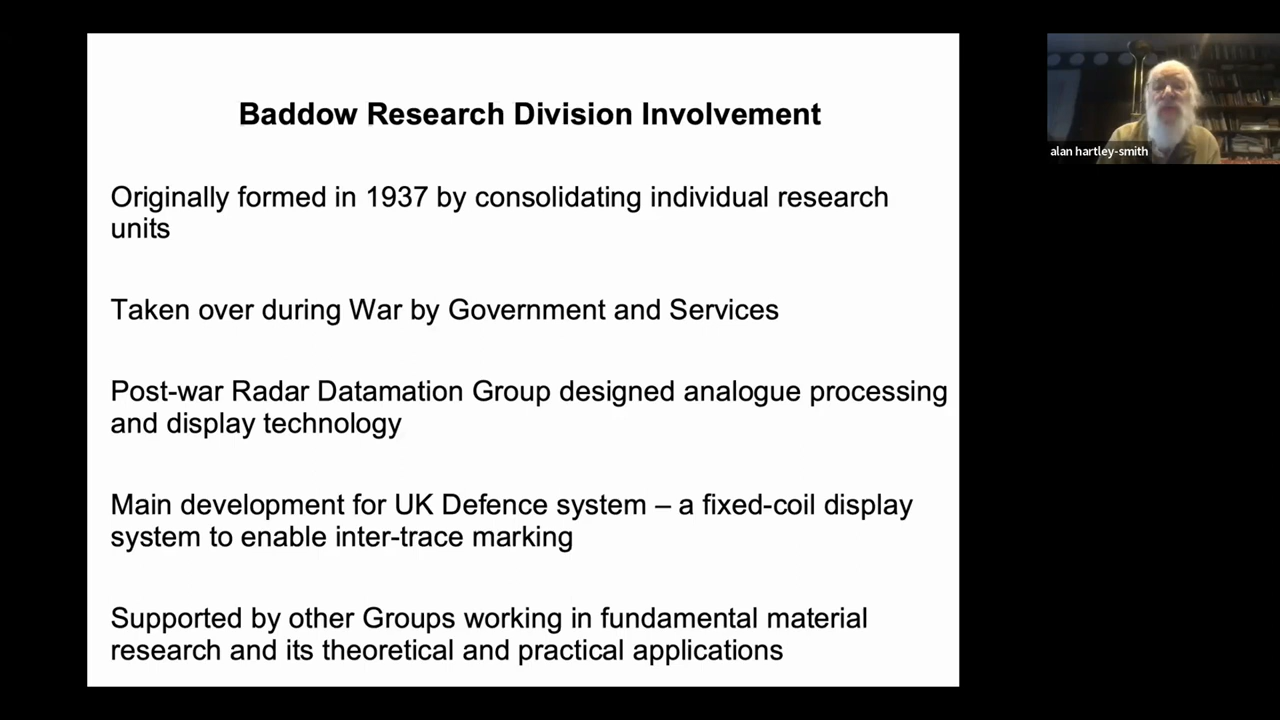 Baddow Research Division Involvement
alan hartley-smith
Originally formed in 1937 by consolidating individual research
units
Taken over during War by Government and Services
Post-war Radar Datamation Group designed analogue processing
and display technology
Main development for UK Defence system – a fixed-coil display
system to enable inter-trace marking
Supported by other Groups working in fundamental material
research and its theoretical and practical applications